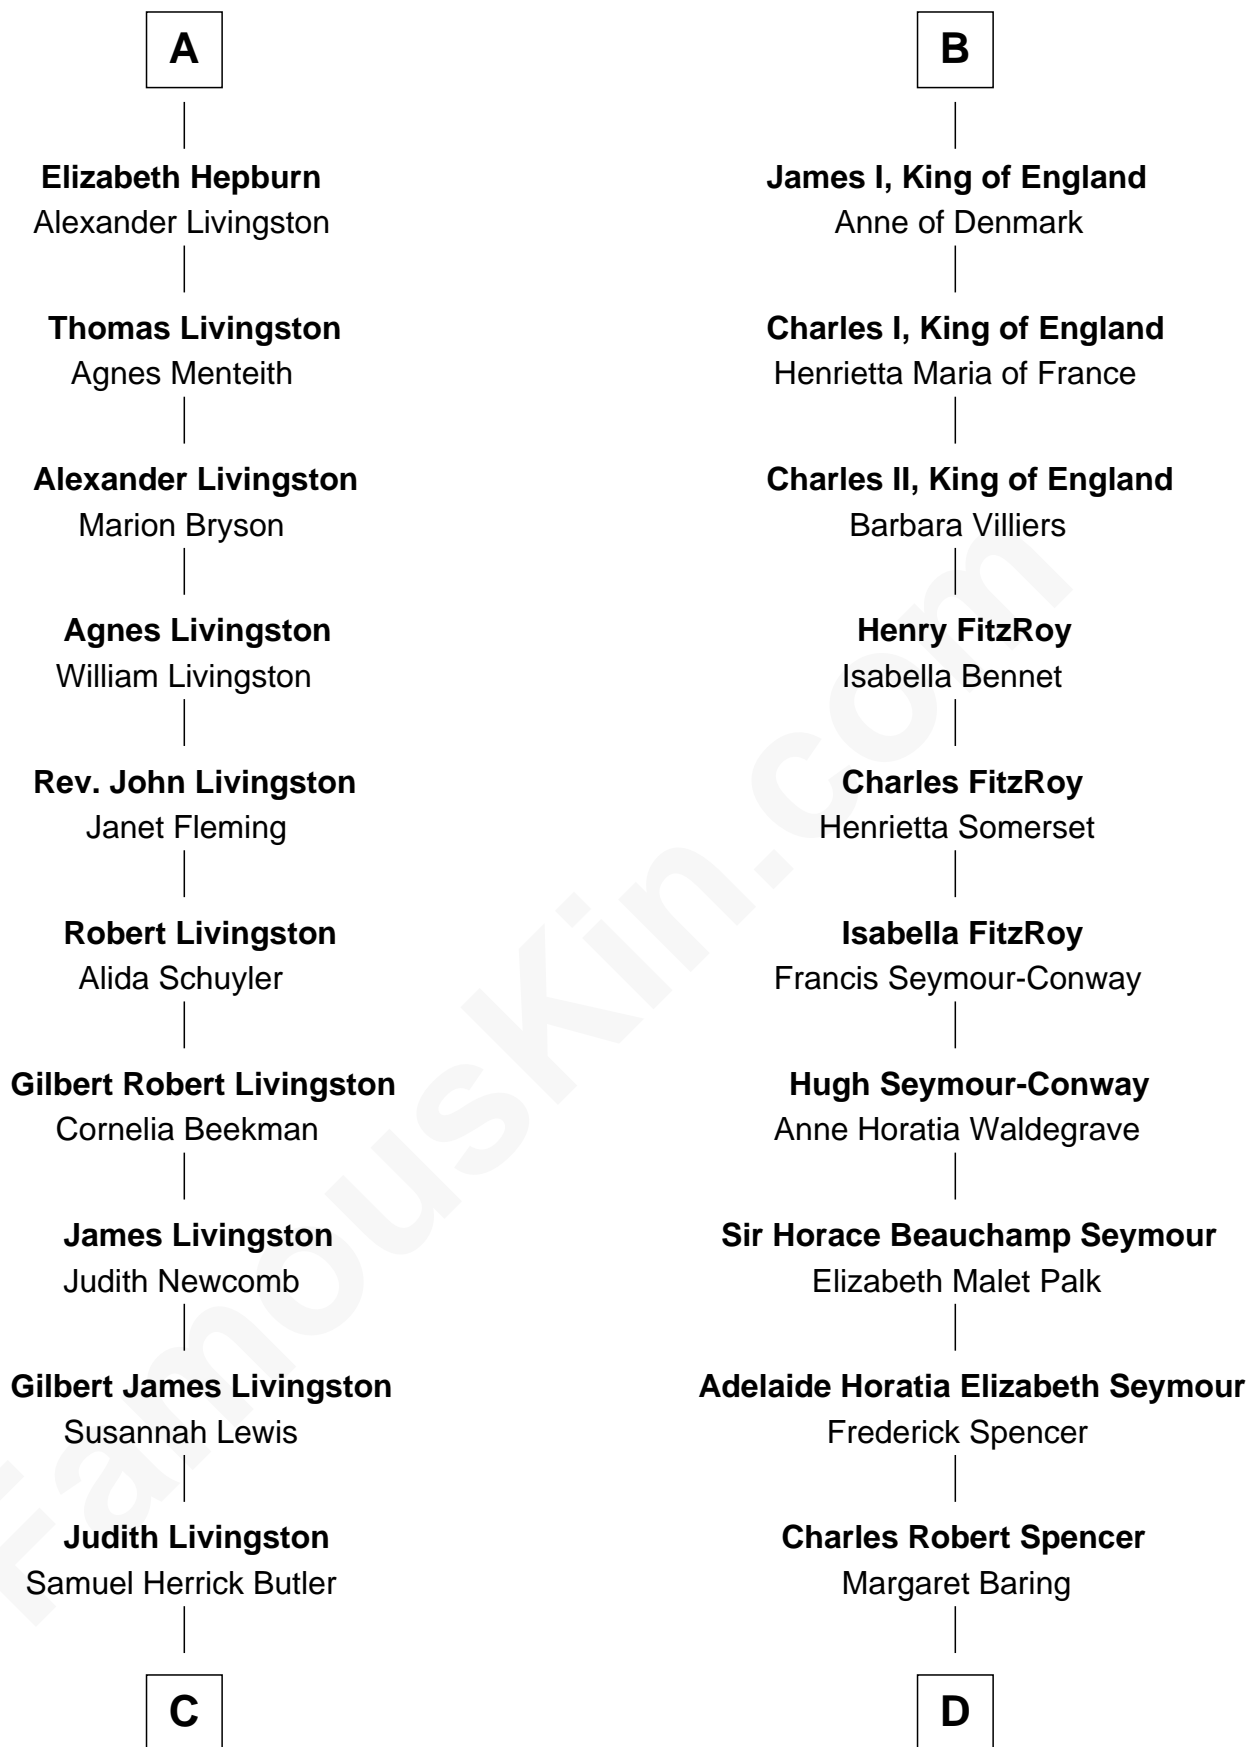 A
Elizabeth Hepburn
Alexander Livingston
Thomas Livingston
Agnes Menteith
Alexander Livingston
Marion Bryson
Agnes Livingston
William Livingston
Rev. John Livingston
Janet Fleming
Robert Livingston
Alida Schuyler
Gilbert Robert Livingston
Cornelia Beekman
James Livingston
Judith Newcomb
Gilbert James Livingston
Susannah Lewis
Judith Livingston
Samuel Herrick Butler
C
B
James I, King of England
Anne of Denmark
Charles I, King of England
Henrietta Maria of France
Charles II, King of England
Barbara Villiers
Henry FitzRoy
Isabella Bennet
Charles FitzRoy
Henrietta Somerset
Isabella FitzRoy
Francis Seymour-Conway
Hugh Seymour-Conway
Anne Horatia Waldegrave
Sir Horace Beauchamp Seymour
Elizabeth Malet Palk
Adelaide Horatia Elizabeth Seymour
Frederick Spencer
Charles Robert Spencer
Margaret Baring
D
FamousKin.com